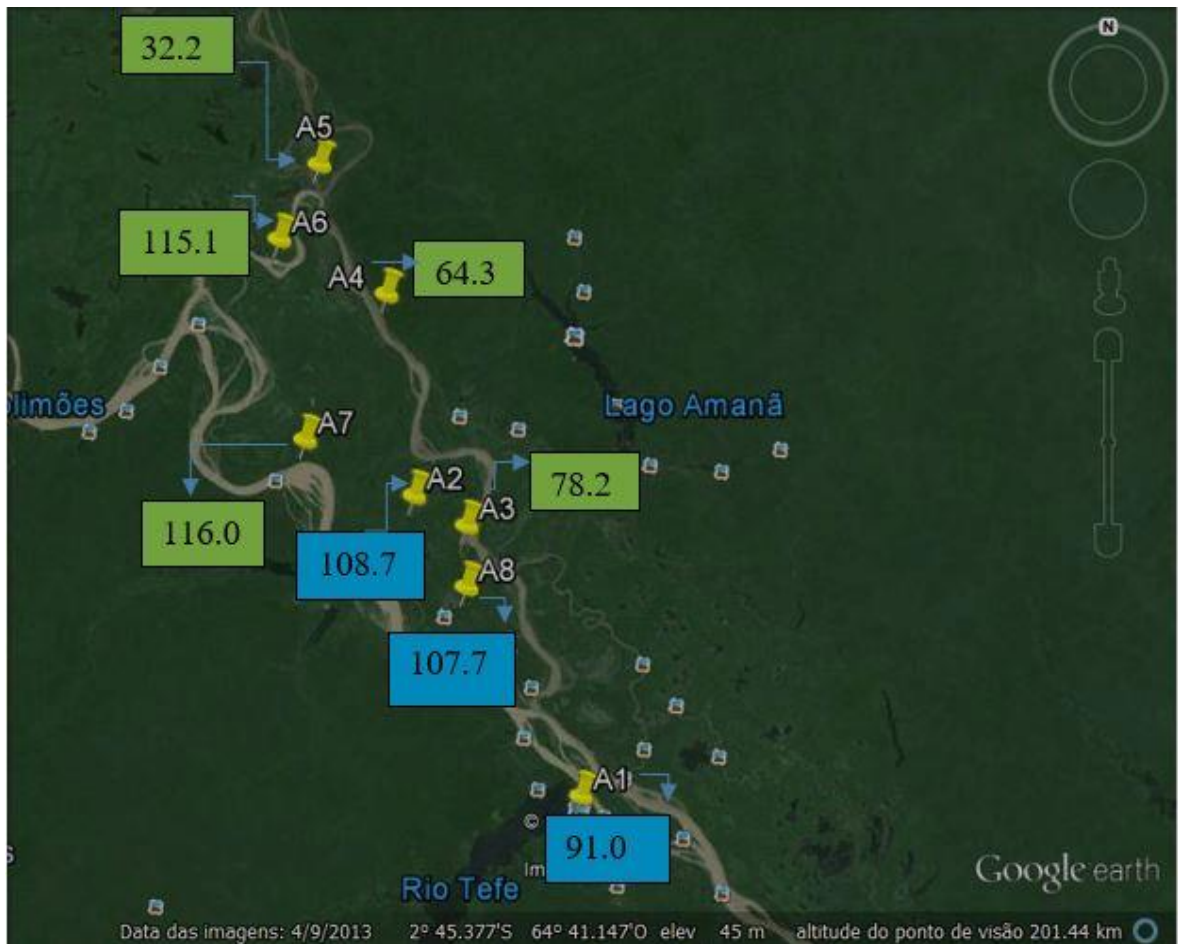 N
32.2
A5
A6
115.1
A4
64.3
olimões
Lago Amanã
A7
A2
78.2
A3
116.0
108.7
A8
107.7
A1
©
91.0
Im
Google earth
s
Rio Tefe
Data das imagens: 4/9/2013 2° 45.377'S 64° 41.147'O elev 45 m altitude do ponto de visão 201.44 km